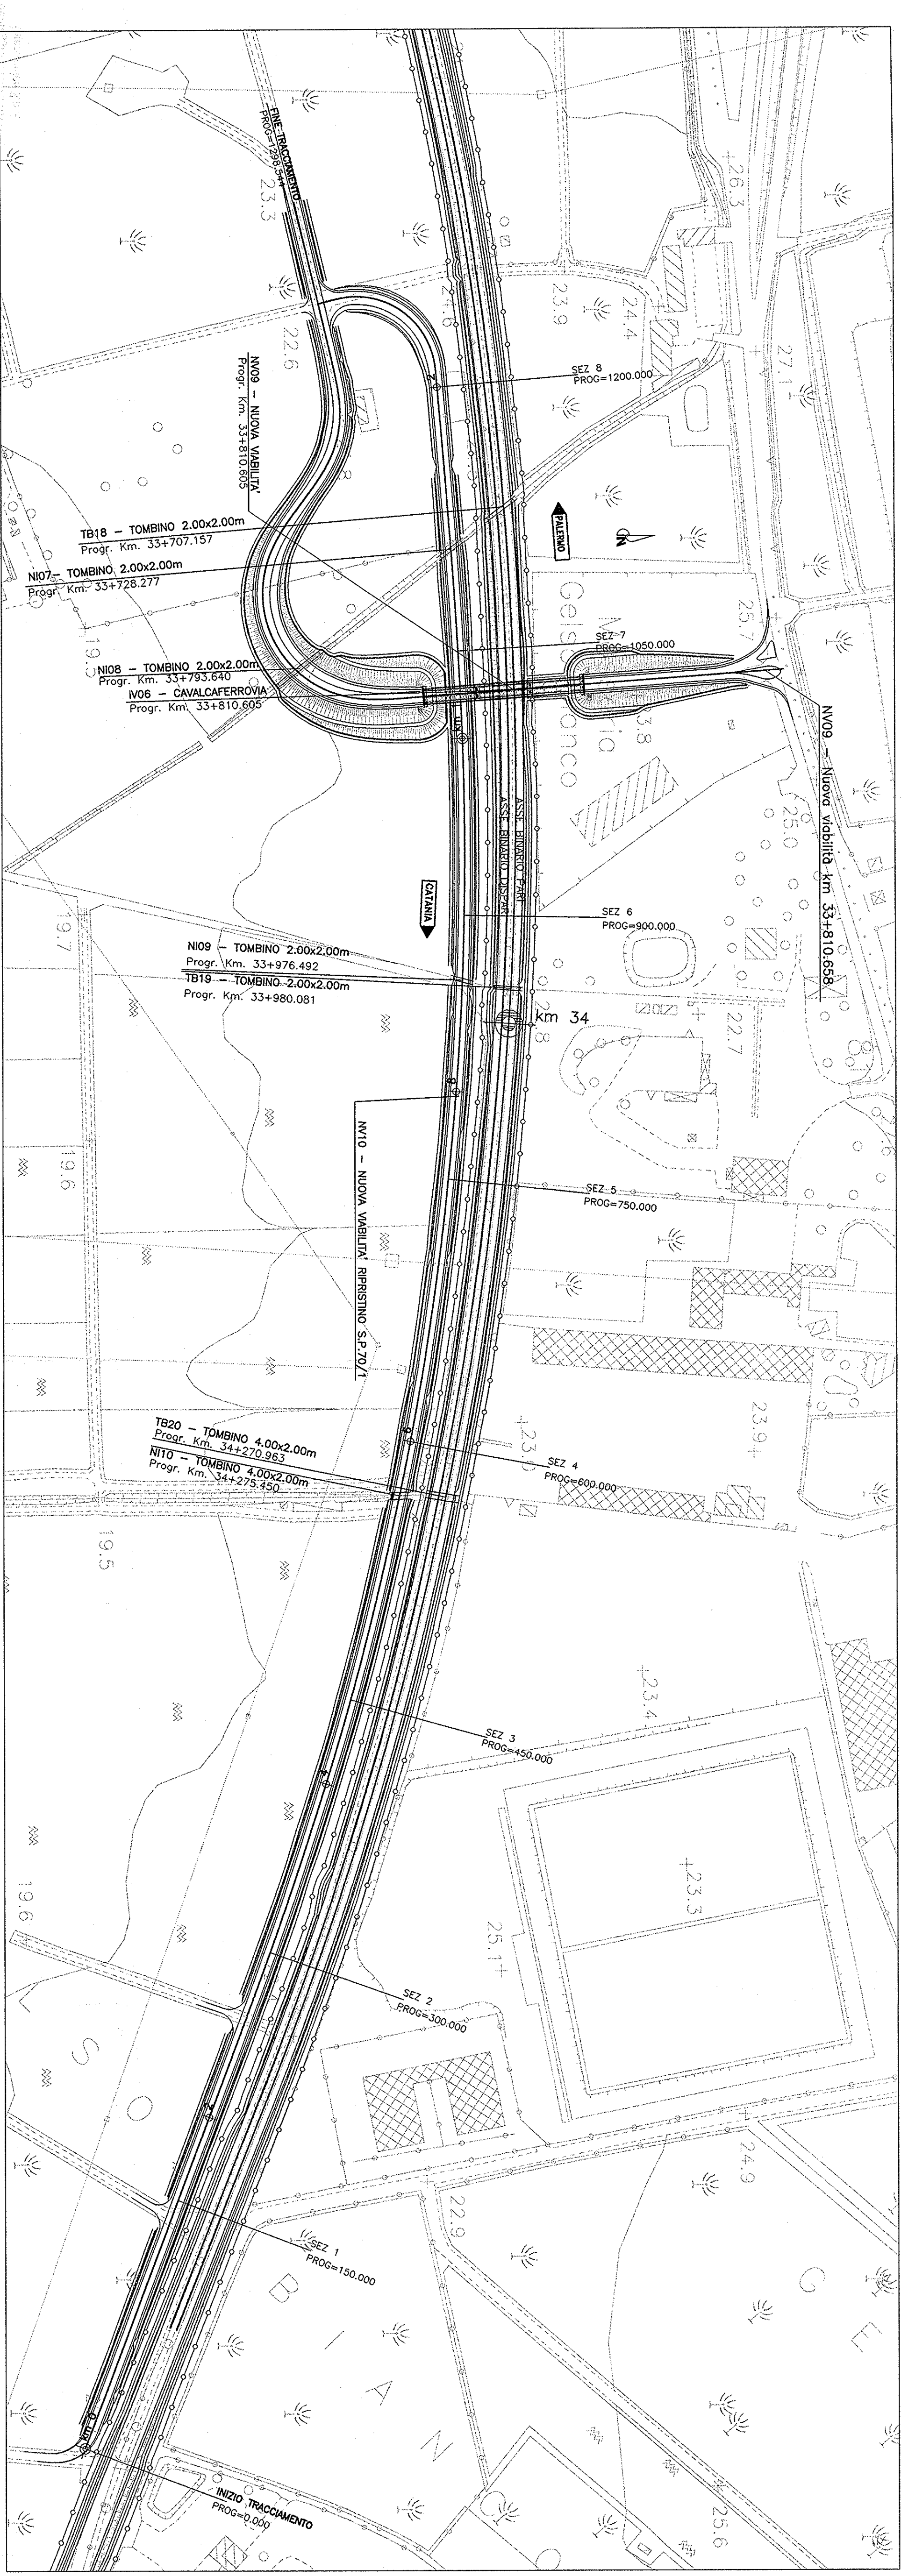 FINE TRACCIAMENTO
PROG=1298.544
26.3
23.3
23.9
24.4
24.6
22.6
27.1
NV09 – NUOVA VIABILITA'
Progr. Km. 33+810.605
SEZ 8
PROG=1200.000
PALERMO
N
TB18 – TOMBINO 2.00x2.00m
Progr. Km. 33+707.157
NI07 – TOMBINO 2.00x2.00m
Progr. Km. 33+728.277
25.7
SEZ 7
PROG=1050.000
NI08 – TOMBINO 2.00x2.00m
Progr. Km. 33+793.640
IV06 – CAVALCAFERROVIA
Progr. Km. 33+810.605
NV09 – Nuova viabilità km 33+810.658
25.0
ASSE BINARIO PARI
ASSE BINARIO DISPARI
CATANIA
SEZ 6
PROG=900.000
19.7
NI09 – TOMBINO 2.00x2.00m
Progr. Km. 33+976.492
TB19 – TOMBINO 2.00x2.00m
Progr. Km. 33+980.081
km 34
22.7
8
NV10 – NUOVA VIABILITA' RIPRISTINO S.P.70/1
19.6
SEZ 5
PROG=750.000
TB20 – TOMBINO 4.00x2.00m
Progr. Km. 34+270.963
NI10 – TOMBINO 4.00x2.00m
Progr. Km. 34+275.450
6
23.9
SEZ 4
PROG=600.000
19.5
23.4
SEZ 3
PROG=450.000
4
23.3
19.6
25.1
SEZ 2
PROG=300.000
2
24.9
22.9
SEZ 1
PROG=150.000
km 0
INIZIO TRACCIAMENTO
PROG=0.000
25.6
G E L S O
B I A N C O